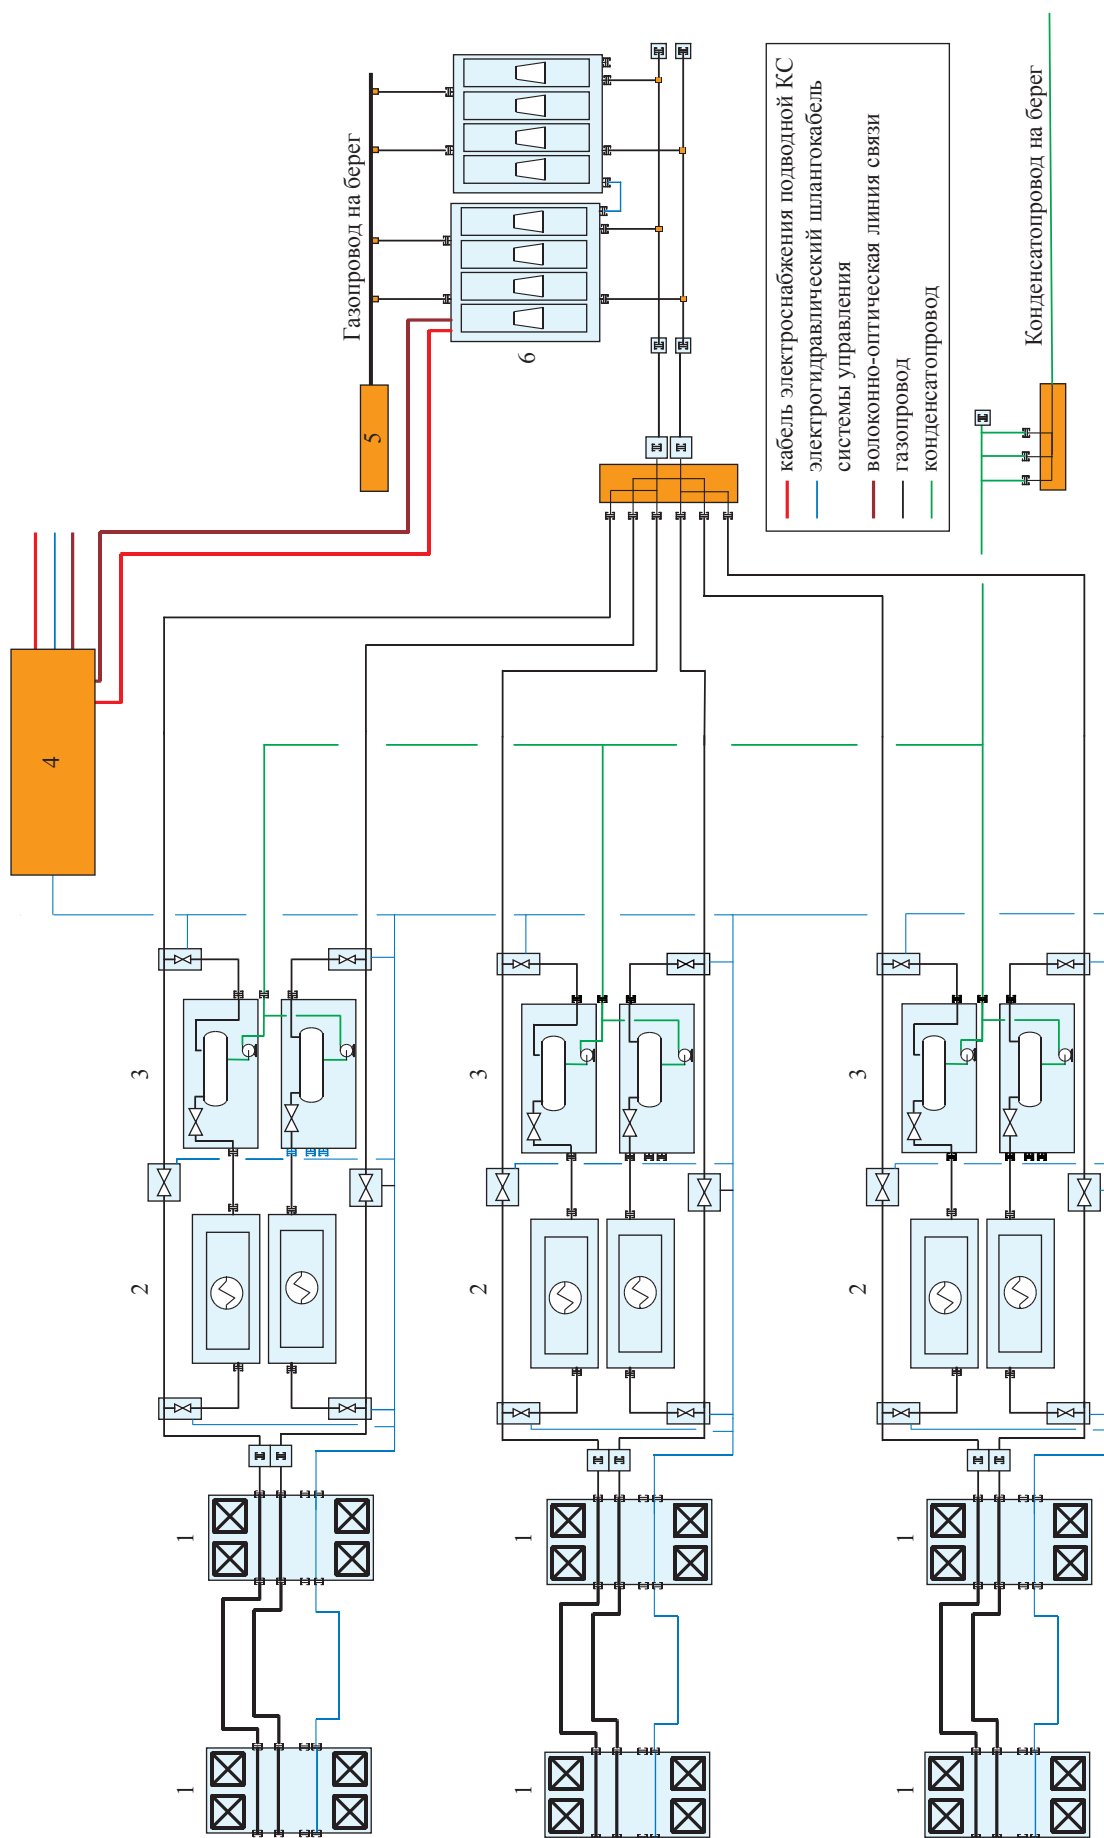 Газопровод на берег
Конденсатопровод на берег
кабель электроснабжения подводной КС
электрогидравлический шлангокабель
системы управления
волоконно-оптическая линия связи
газопровод
конденсатопровод
1
1
2
3
1
1
2
3
1
1
2
3
4
5
6